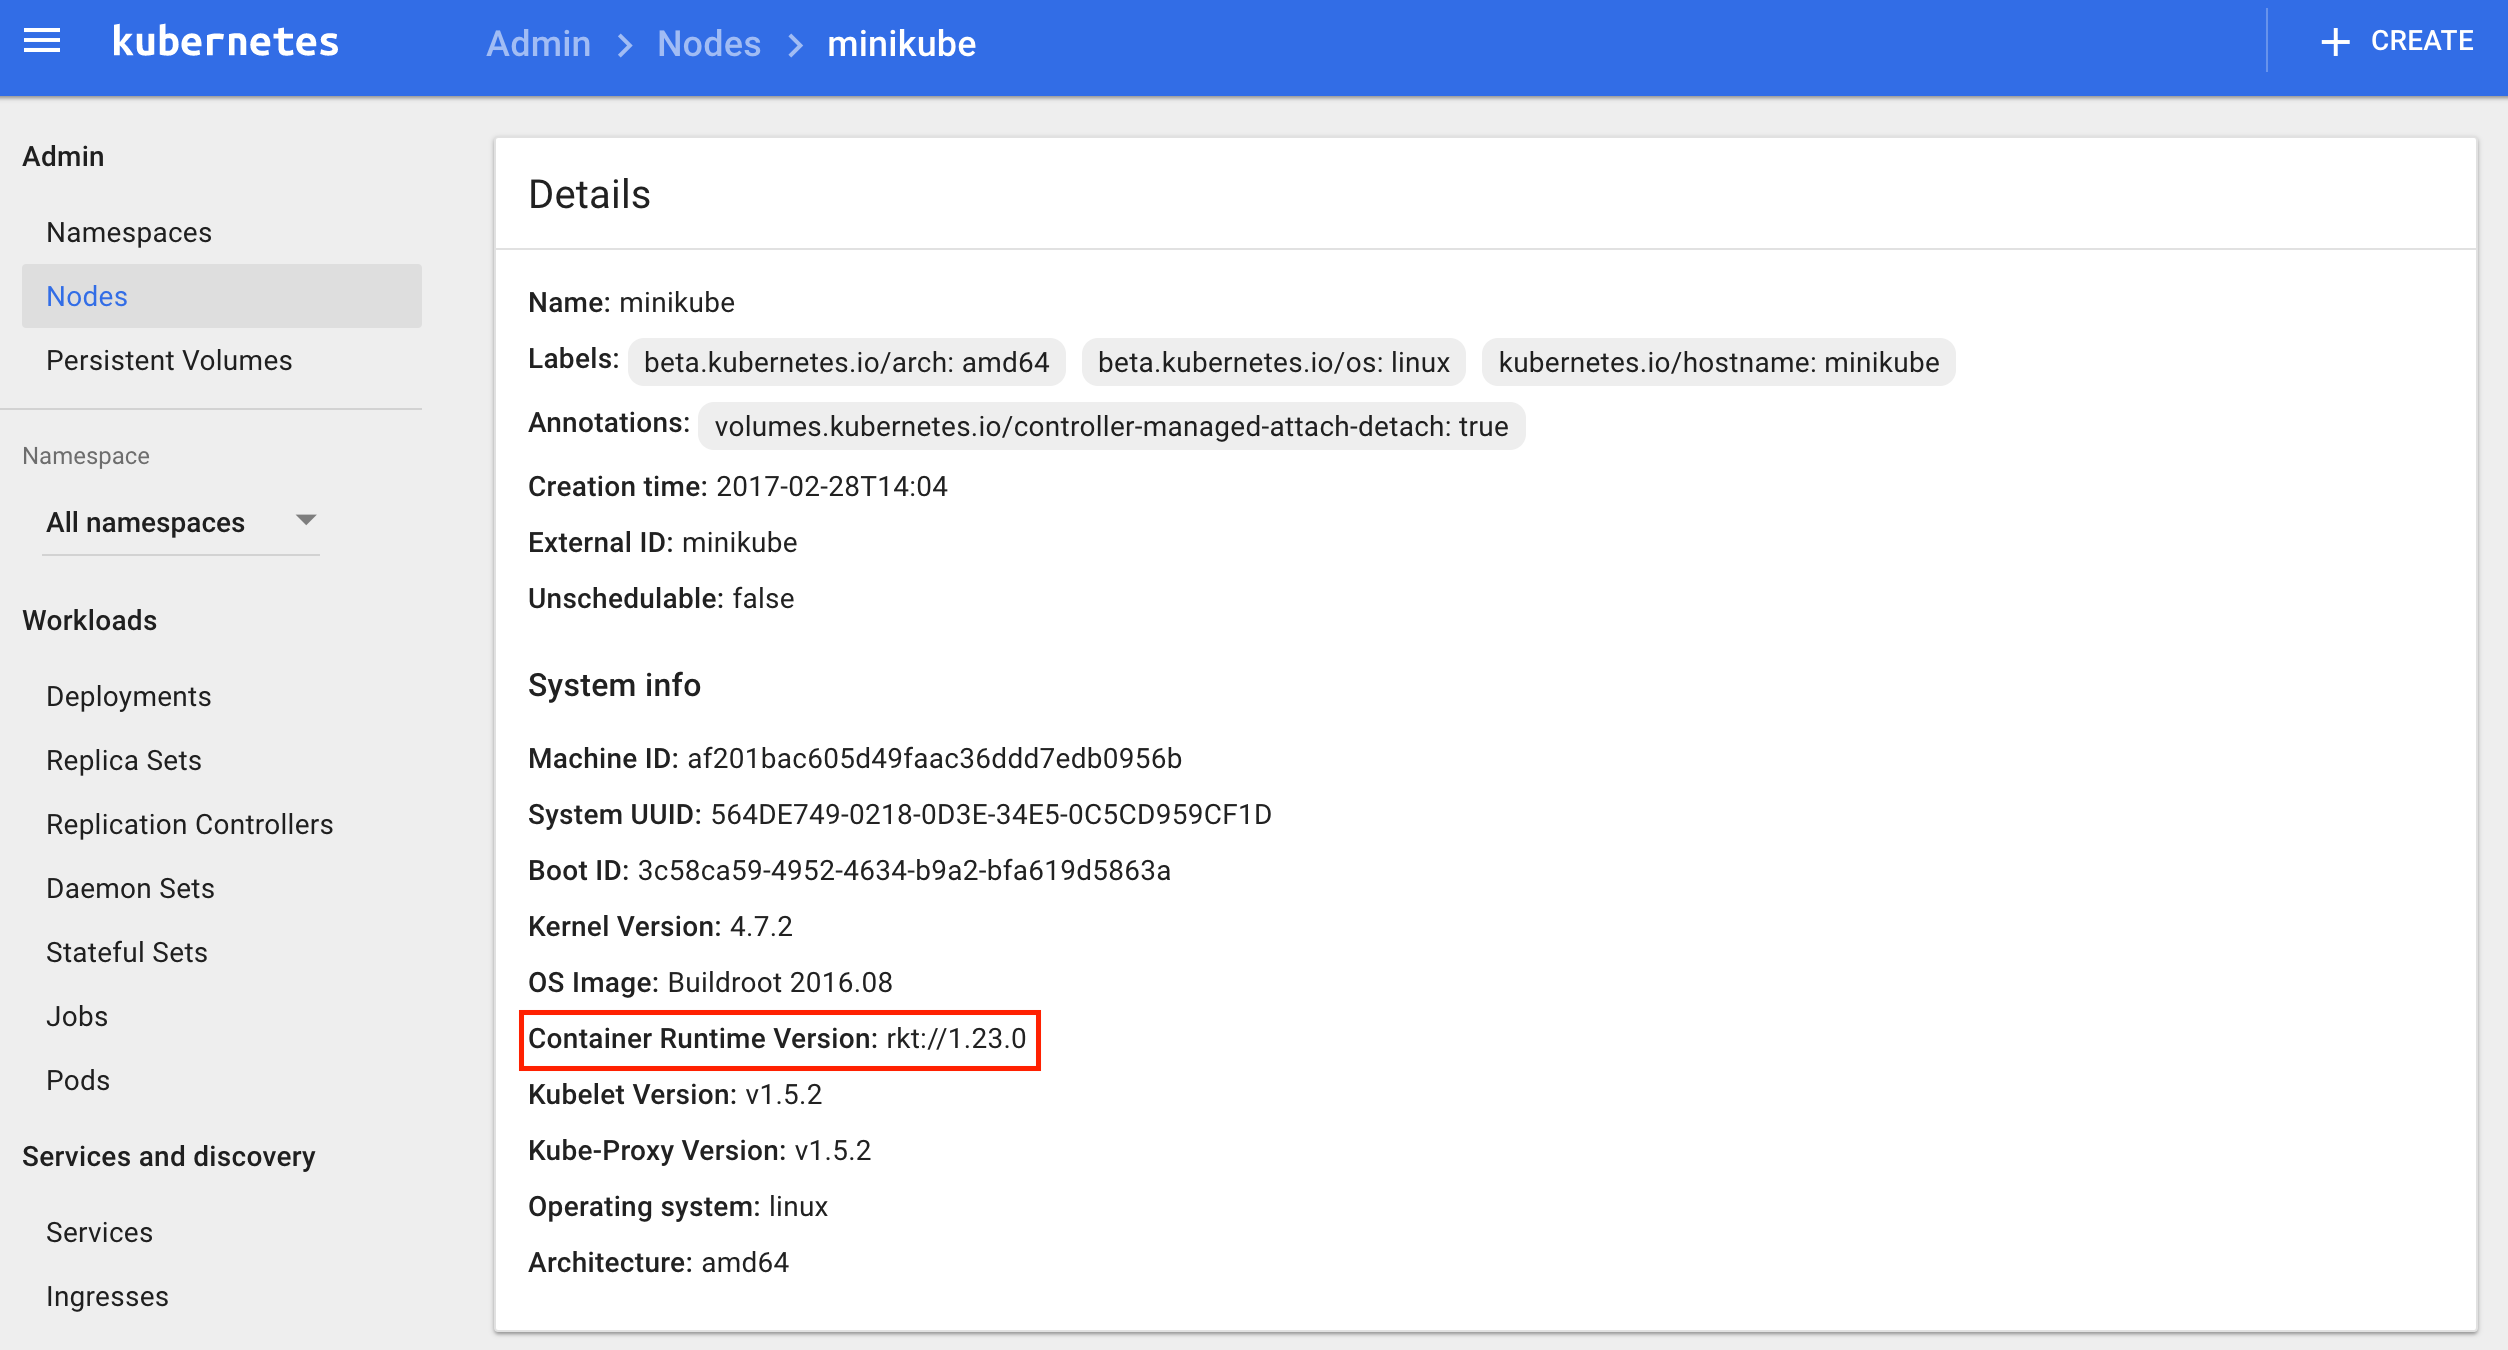 kubernetes
Admin > Nodes > minikube
+ CREATE
Admin
Namespaces
Nodes
Persistent Volumes
Namespace
All namespaces
Workloads
Deployments
Replica Sets
Replication Controllers
Daemon Sets
Stateful Sets
Jobs
Pods
Services and discovery
Services
Ingresses
Details
Name: minikube
Labels: beta.kubernetes.io/arch: amd64 beta.kubernetes.io/os: linux kubernetes.io/hostname: minikube
Annotations: volumes.kubernetes.io/controller-managed-attach-detach: true
Creation time: 2017-02-28T14:04
External ID: minikube
Unschedulable: false
System info
Machine ID: af201bac605d49faac36ddd7edb0956b
System UUID: 564DE749-0218-0D3E-34E5-0C5CD959CF1D
Boot ID: 3c58ca59-4952-4634-b9a2-bfa619d5863a
Kernel Version: 4.7.2
OS Image: Buildroot 2016.08
Container Runtime Version: rkt://1.23.0
Kubelet Version: v1.5.2
Kube-Proxy Version: v1.5.2
Operating system: linux
Architecture: amd64